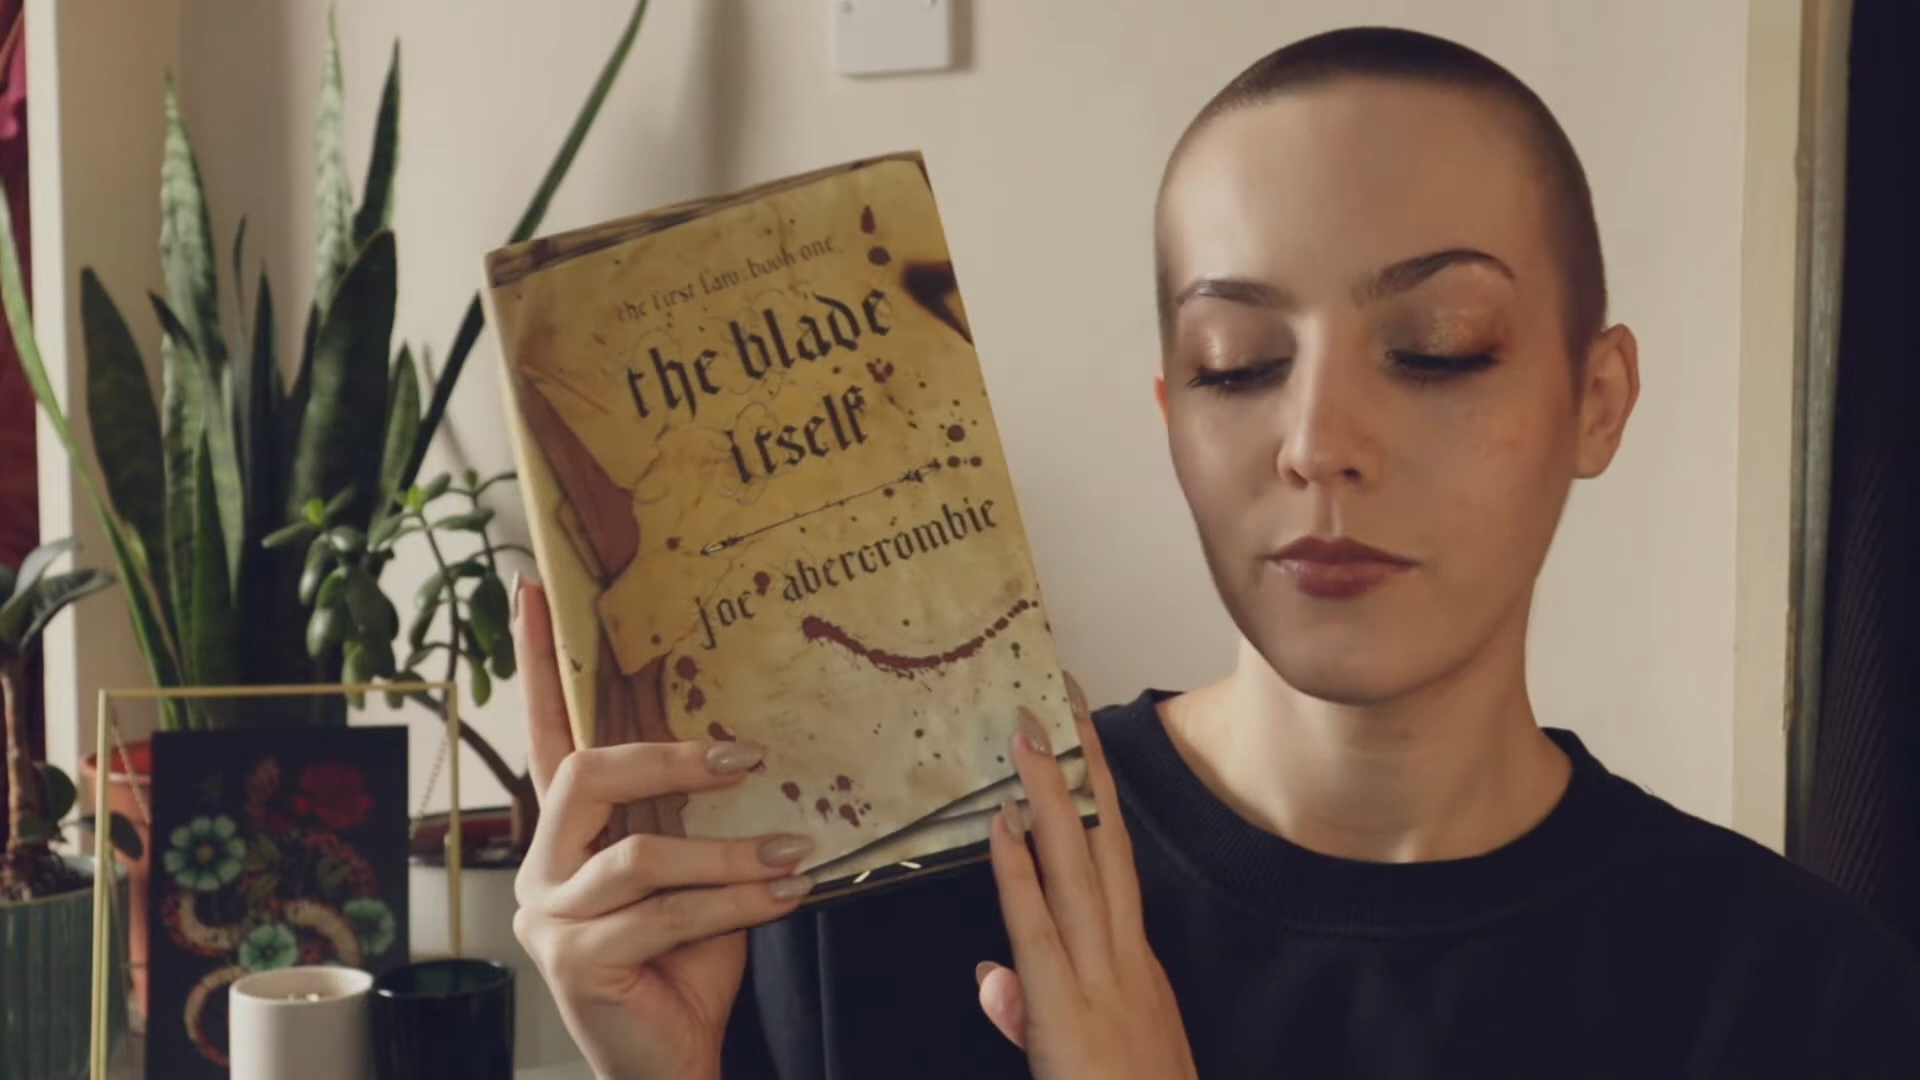 the first law: book one
the blade
itself
joe abercrombie